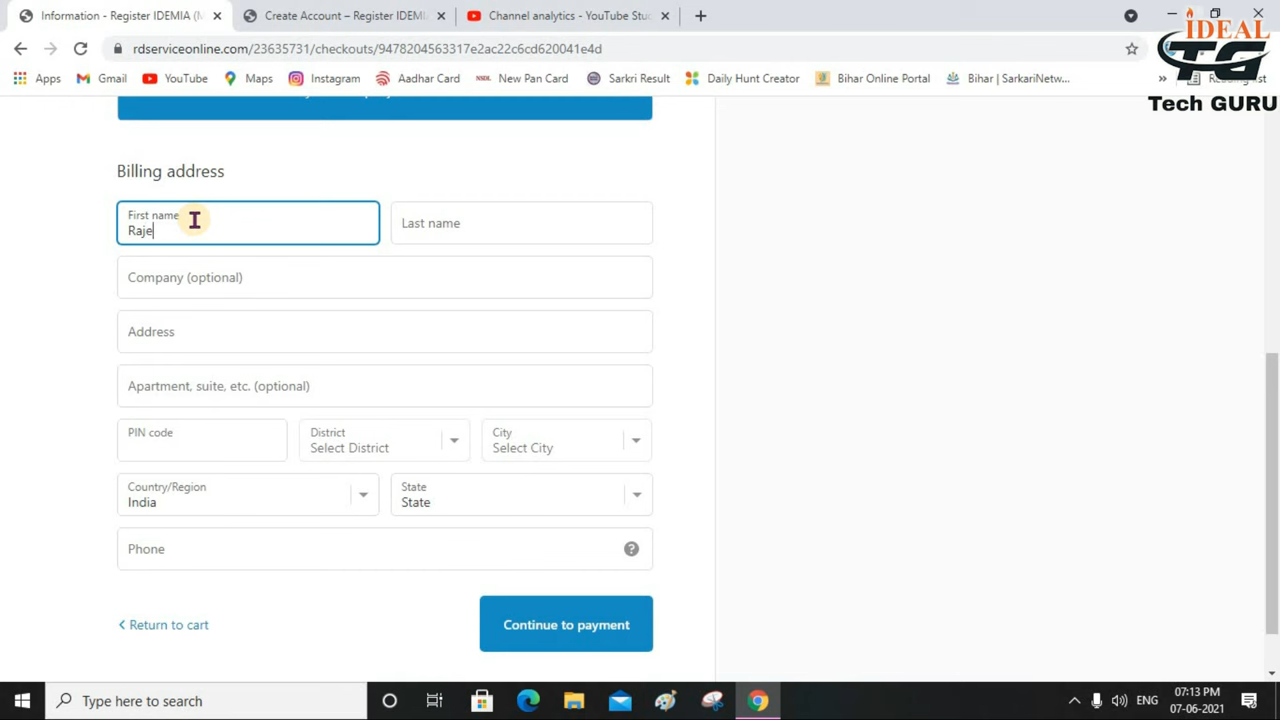 Information - Register IDEMIA (M
Create Account – Register IDEMI
Channel analytics - YouTube Stu
IDEAL
TG
Tech GURU
rdserviceonline.com/23635731/checkouts/9478204563317e2ac22c6cd620041e4d
Apps
Gmail
YouTube
Maps
Instagram
Aadhar Card
NSDL
New Pan Card
Sarkri Result
Daily Hunt Creator
Bihar Online Portal
Bihar | SarkariNetw...
»
Billing address
First name
Raje
Last name
Company (optional)
Address
Apartment, suite, etc. (optional)
PIN code
District
Select District
City
Select City
Country/Region
India
State
State
Phone
?
< Return to cart
Continue to payment
Type here to search
ENG
07:13 PM
07-06-2021